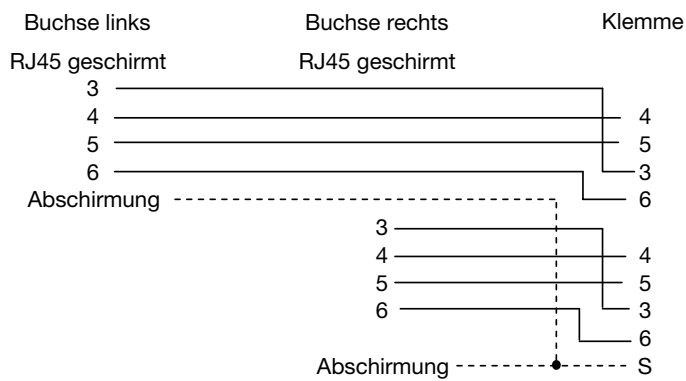 Buchse links Buchse rechts Klemme
RJ45 geschirmt RJ45 geschirmt
3
4 4
5 5
3
6
6
Abschirmung
3
4 4
5 5
6 3
6
Abschirmung S